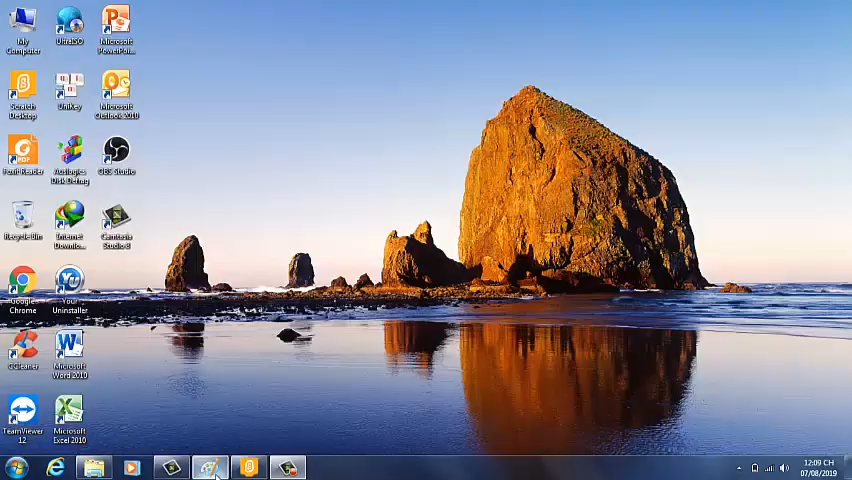 My
Computer
UltraISO
Microsoft
PowerPoi...
Scratch
Desktop
UniKey
Microsoft
Outlook 2010
Foxit Reader
Auslogics
Disk Defrag
OBS Studio
Recycle Bin
Internet
Downlo...
Camtasia
Studio 8
Google
Chrome
Your
Uninstaller
CCleaner
Microsoft
Word 2010
TeamViewer
12
Microsoft
Excel 2010
12:09 CH
07/08/2019